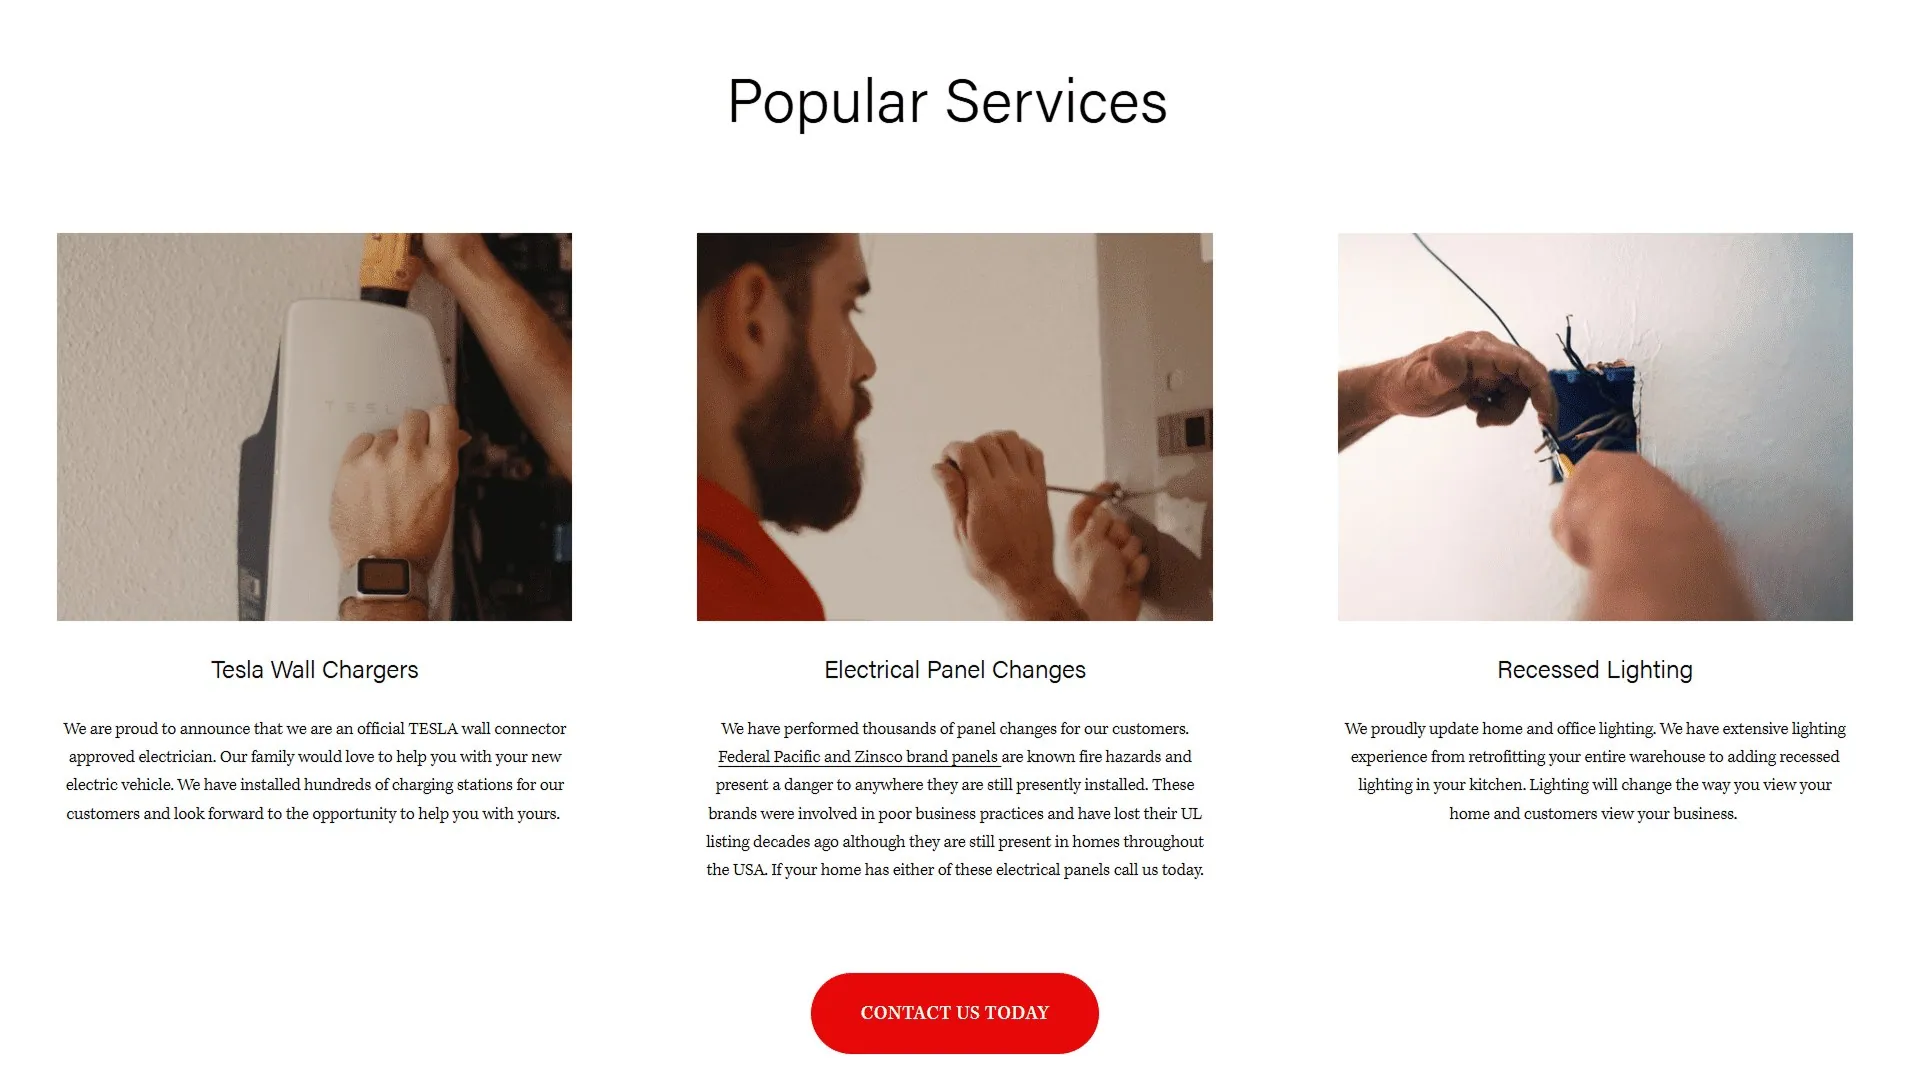 Popular Services
TESL
Tesla Wall Chargers
We are proud to announce that we are an official TESLA wall connector
approved electrician. Our family would love to help you with your new
electric vehicle. We have installed hundreds of charging stations for our
customers and look forward to the opportunity to help you with yours.
Electrical Panel Changes
We have performed thousands of panel changes for our customers.
Federal Pacific and Zinsco brand panels are known fire hazards and
present a danger to anywhere they are still presently installed. These
brands were involved in poor business practices and have lost their UL
listing decades ago although they are still present in homes throughout
the USA. If your home has either of these electrical panels call us today.
Recessed Lighting
We proudly update home and office lighting. We have extensive lighting
experience from retrofitting your entire warehouse to adding recessed
lighting in your kitchen. Lighting will change the way you view your
home and customers view your business.
CONTACT US TODAY